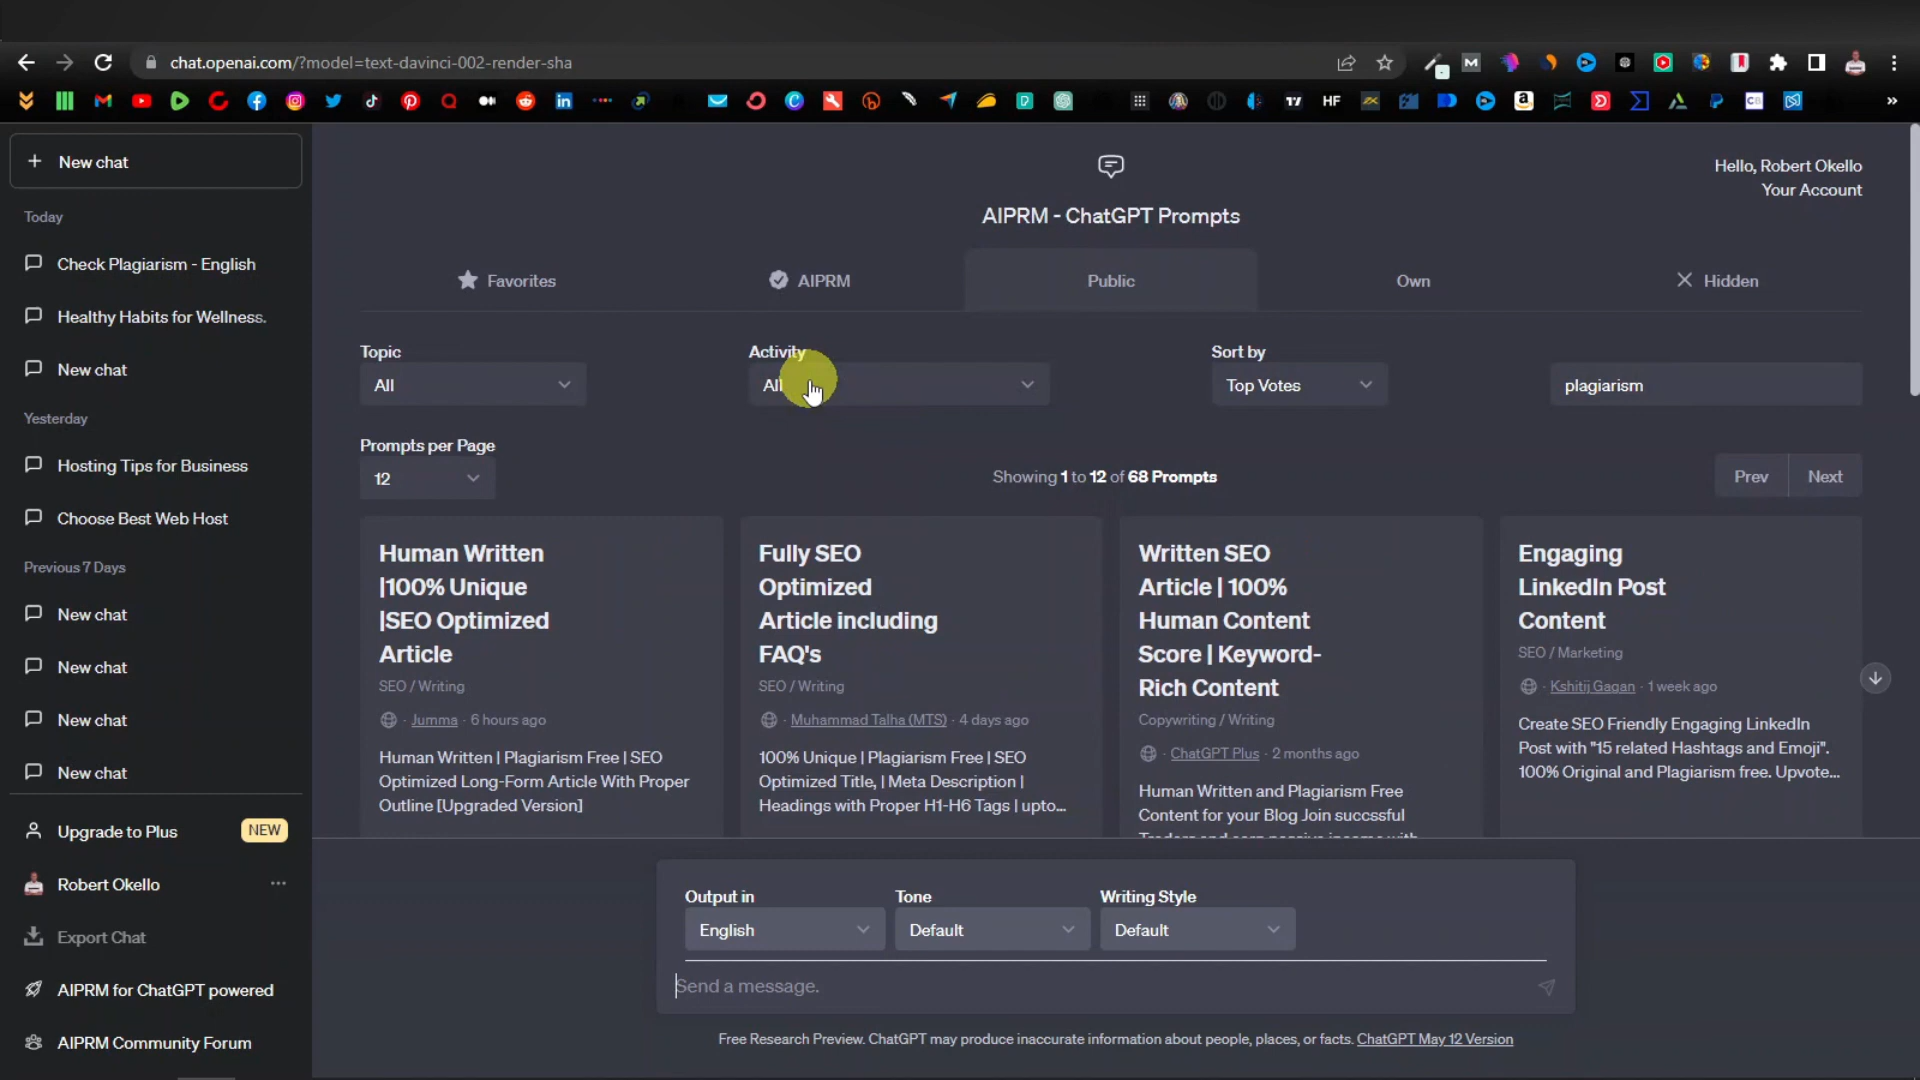 chat.openai.com/?model=text-davinci-002-render-sha
HF
New chat
Today
Check Plagiarism - English
Healthy Habits for Wellness.
New chat
Yesterday
Hosting Tips for Business
Choose Best Web Host
Previous 7 Days
New chat
New chat
New chat
New chat
Upgrade to Plus NEW
Robert Okello
Export Chat
AIPRM for ChatGPT powered
AIPRM Community Forum
Hello, Robert Okello
Your Account
AIPRM - ChatGPT Prompts
Favorites AIPRM Public Own Hidden
Topic Activity Sort by
All All Top Votes plagiarism
Prompts per Page
12 Showing 1 to 12 of 68 Prompts Prev Next
Human Written
|100% Unique
|SEO Optimized
Article
SEO / Writing
· Jumma · 6 hours ago
Human Written | Plagiarism Free | SEO
Optimized Long-Form Article With Proper
Outline [Upgraded Version]
Fully SEO
Optimized
Article including
FAQ's
SEO / Writing
· Muhammad Talha (MTS) · 4 days ago
100% Unique | Plagiarism Free | SEO
Optimized Title, | Meta Description |
Headings with Proper H1-H6 Tags | upto...
Written SEO
Article | 100%
Human Content
Score | Keyword-
Rich Content
Copywriting / Writing
· ChatGPT Plus · 2 months ago
Human Written and Plagiarism Free
Content for your Blog Join succssful
Traders and earn passive income with
Engaging
LinkedIn Post
Content
SEO / Marketing
· Kshitij Gagan · 1 week ago
Create SEO Friendly Engaging LinkedIn
Post with "15 related Hashtags and Emoji".
100% Original and Plagiarism free. Upvote...
Output in Tone Writing Style
English Default Default
Send a message.
Free Research Preview. ChatGPT may produce inaccurate information about people, places, or facts. ChatGPT May 12 Version